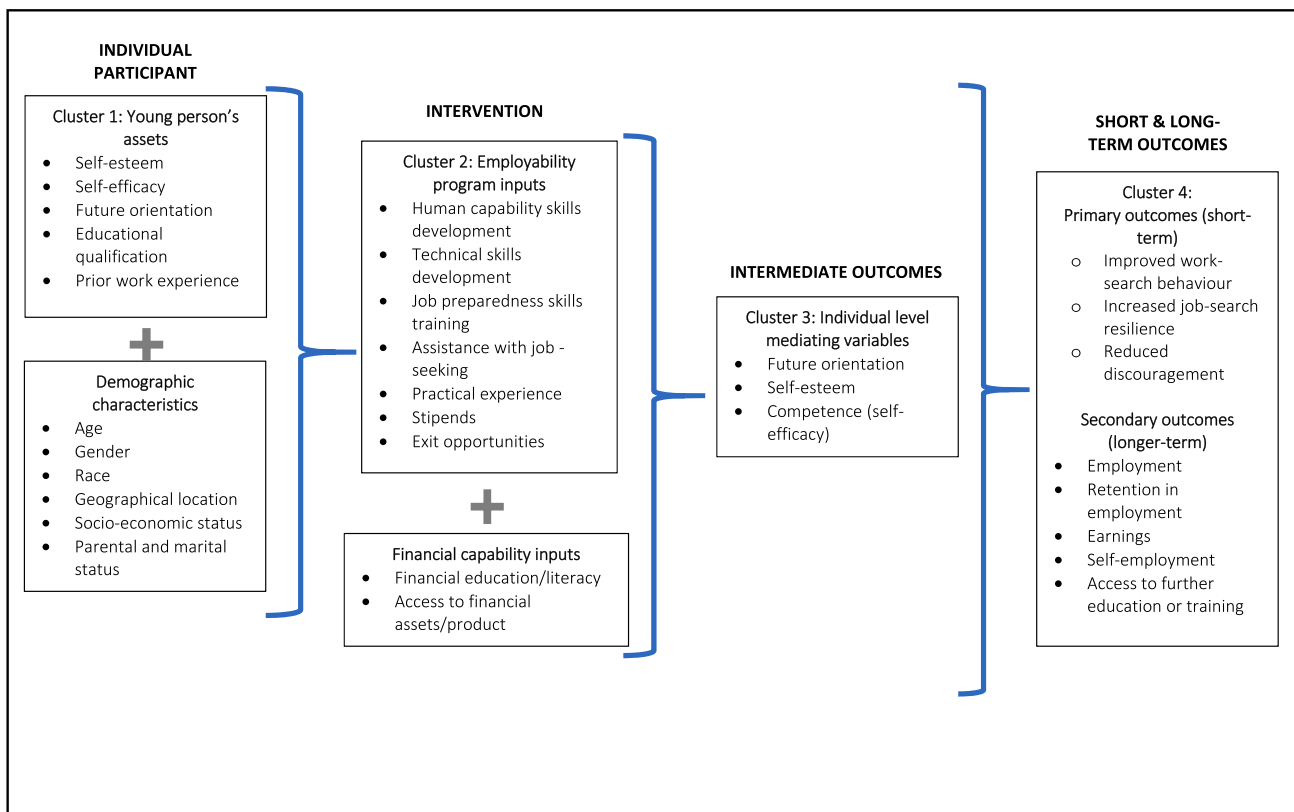 INDIVIDUAL
PARTICIPANT
Cluster 1: Young person’s
assets
• Self-esteem
• Self-efficacy
• Future orientation
• Educational
qualification
• Prior work experience
+
Demographic
characteristics
• Age
• Gender
• Race
• Geographical location
• Socio-economic status
• Parental and marital
status
INTERVENTION
Cluster 2: Employability
program inputs
• Human capability skills
development
• Technical skills
development
• Job preparedness skills
training
• Assistance with job -
seeking
• Practical experience
• Stipends
• Exit opportunities
+
Financial capability inputs
• Financial education/literacy
• Access to financial
assets/product
INTERMEDIATE OUTCOMES
Cluster 3: Individual level
mediating variables
• Future orientation
• Self-esteem
• Competence (self-
efficacy)
SHORT & LONG-
TERM OUTCOMES
Cluster 4:
Primary outcomes (short-
term)
o Improved work-
search behaviour
o Increased job-search
resilience
o Reduced
discouragement
Secondary outcomes
(longer-term)
• Employment
• Retention in
employment
• Earnings
• Self-employment
• Access to further
education or training